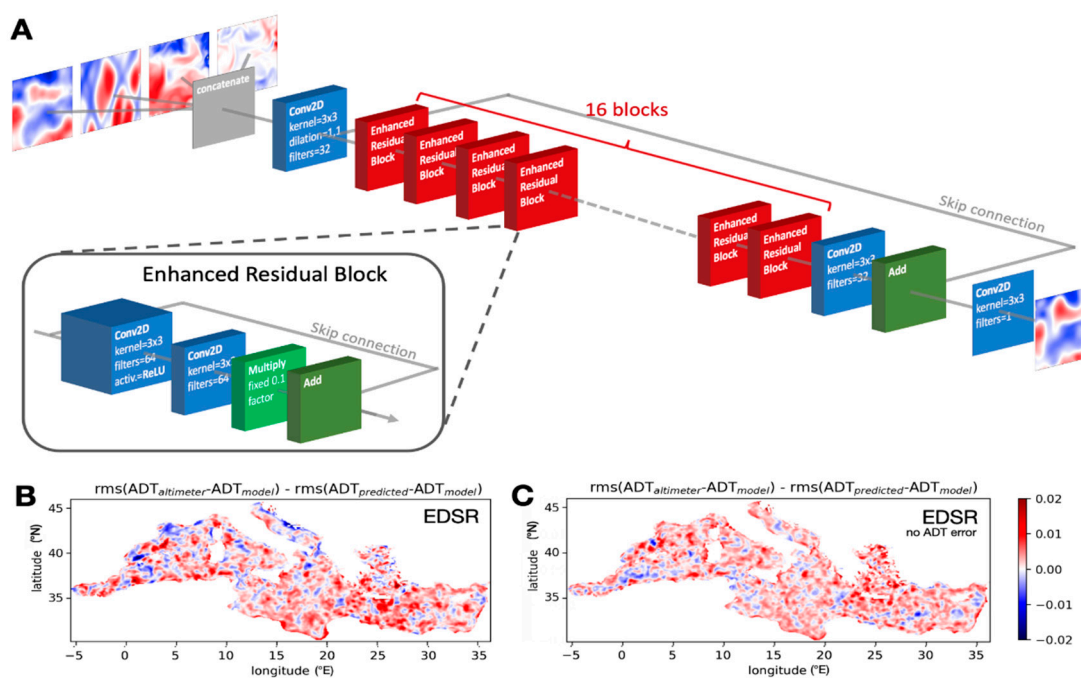 A
concatenate
Conv2D
kernel=3x3
dilation=1,1
filters=32
Enhanced
Residual
Block
Enhanced
Residual
Block
Enhanced
Residual
Block
Enhanced
Residual
Block
16 blocks
Enhanced
Residual
Block
Enhanced
Residual
Block
Conv2D
kernel=3x3
filters=32
Add
Skip connection
Conv2D
kernel=3x3
filters=1
Enhanced Residual Block
Conv2D
kernel=3x3
filters=64
activ.=ReLU
Conv2D
kernel=3x3
filters=64
Multiply
fixed 0.1
factor
Add
Skip connection
B
rms(ADTaltimeter-ADTmodel) - rms(ADTpredicted-ADTmodel)
EDSR
latitude (°N)
45
40
35
-5 0 5 10 15 20 25 30 35
longitude (°E)
C
rms(ADTaltimeter-ADTmodel) - rms(ADTpredicted-ADTmodel)
EDSR
no ADT error
latitude (°N)
45
40
35
-5 0 5 10 15 20 25 30 35
longitude (°E)
0.02
0.01
0.00
−0.01
−0.02